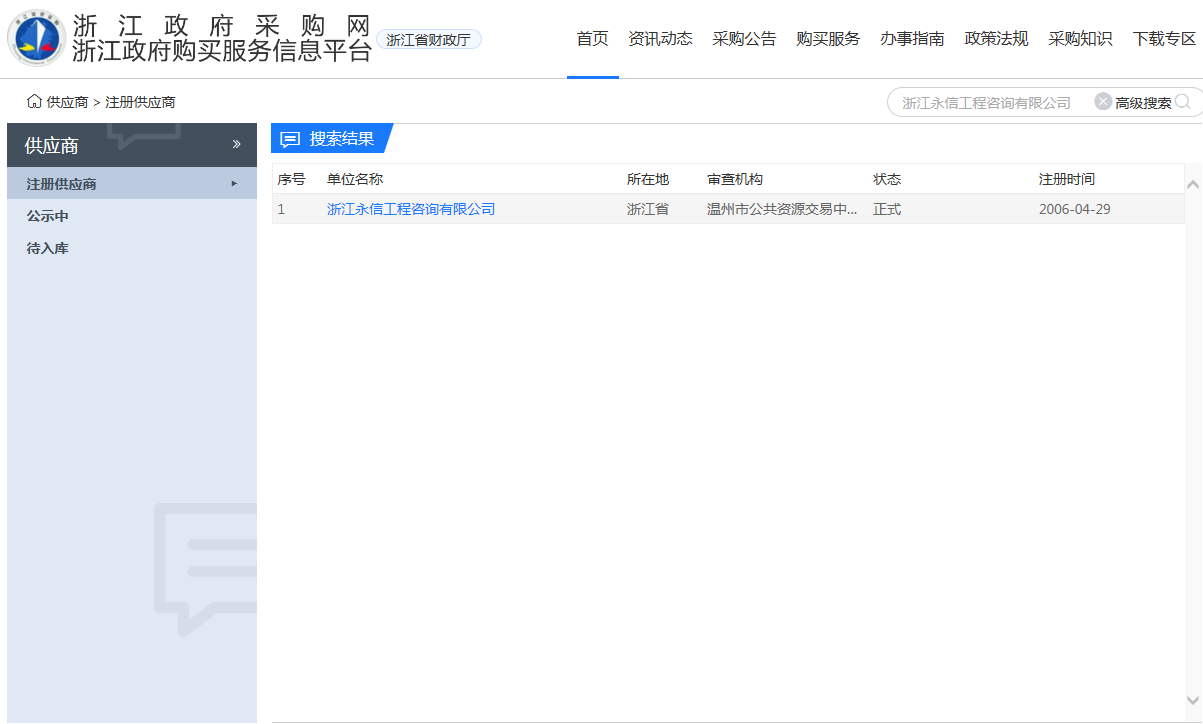 浙江政府采购网
浙江政府购买服务信息平台
浙江省财政厅
首页 资讯动态 采购公告 购买服务 办事指南 政策法规 采购知识 下载专区
供应商 > 注册供应商
浙江永信工程咨询有限公司 高级搜索
供应商 »
注册供应商
公示中
待入库
搜索结果
序号 单位名称 所在地 审查机构 状态 注册时间
1 浙江永信工程咨询有限公司 浙江省 温州市公共资源交易中... 正式 2006-04-29